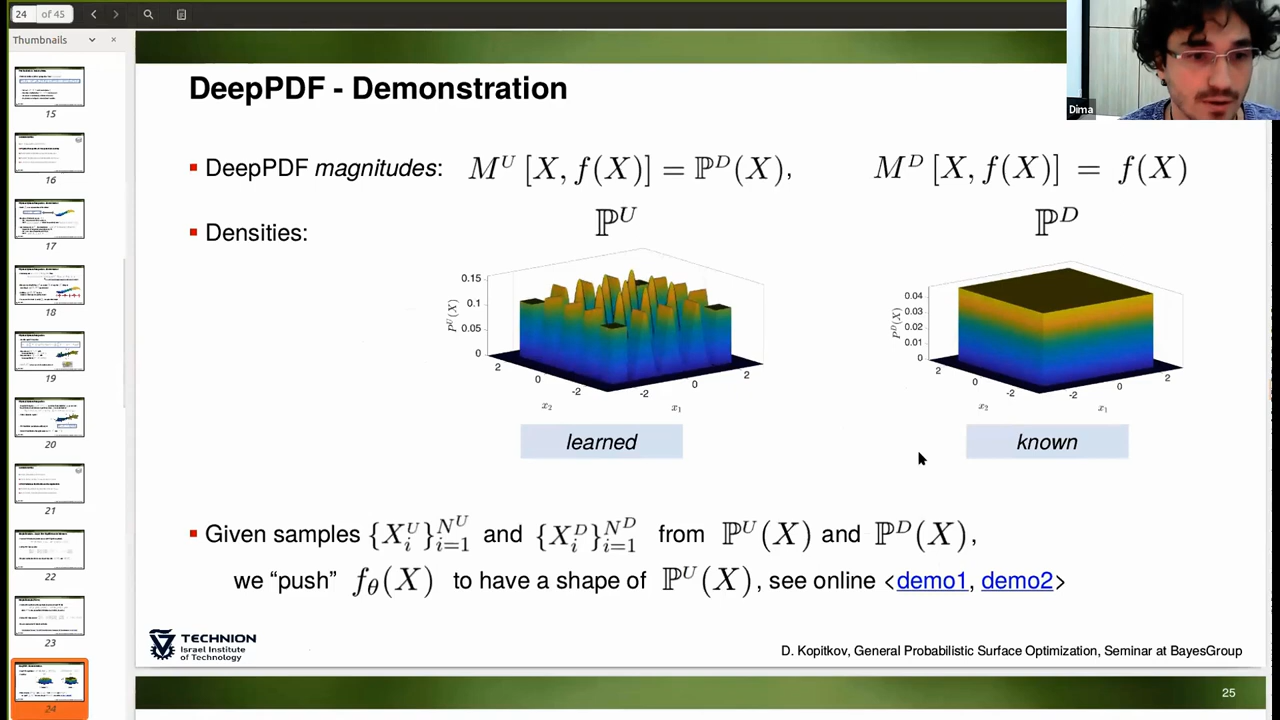 24 of 45
Thumbnails
15
16
17
18
19
20
21
22
23
24
Dima
DeepPDF - Demonstration
DeepPDF magnitudes: M^U [X, f(X)] = ℙ^D(X), M^D [X, f(X)] = f(X)
Densities: ℙ^U ℙ^D
0.15
0.1
0.05
0
P^U(X)
2
0
-2
x₂
-2
0
2
x₁
0.04
0.03
0.02
0.01
0
P^D(X)
2
0
-2
x₂
-2
0
2
x₁
learned
known
Given samples {X_i^U}_{i=1}^{N^U} and {X_i^D}_{i=1}^{N^D} from ℙ^U(X) and ℙ^D(X),
we “push” f_θ(X) to have a shape of ℙ^U(X), see online <demo1, demo2>
TECHNION
Israel Institute
of Technology
D. Kopitkov, General Probabilistic Surface Optimization, Seminar at BayesGroup
25